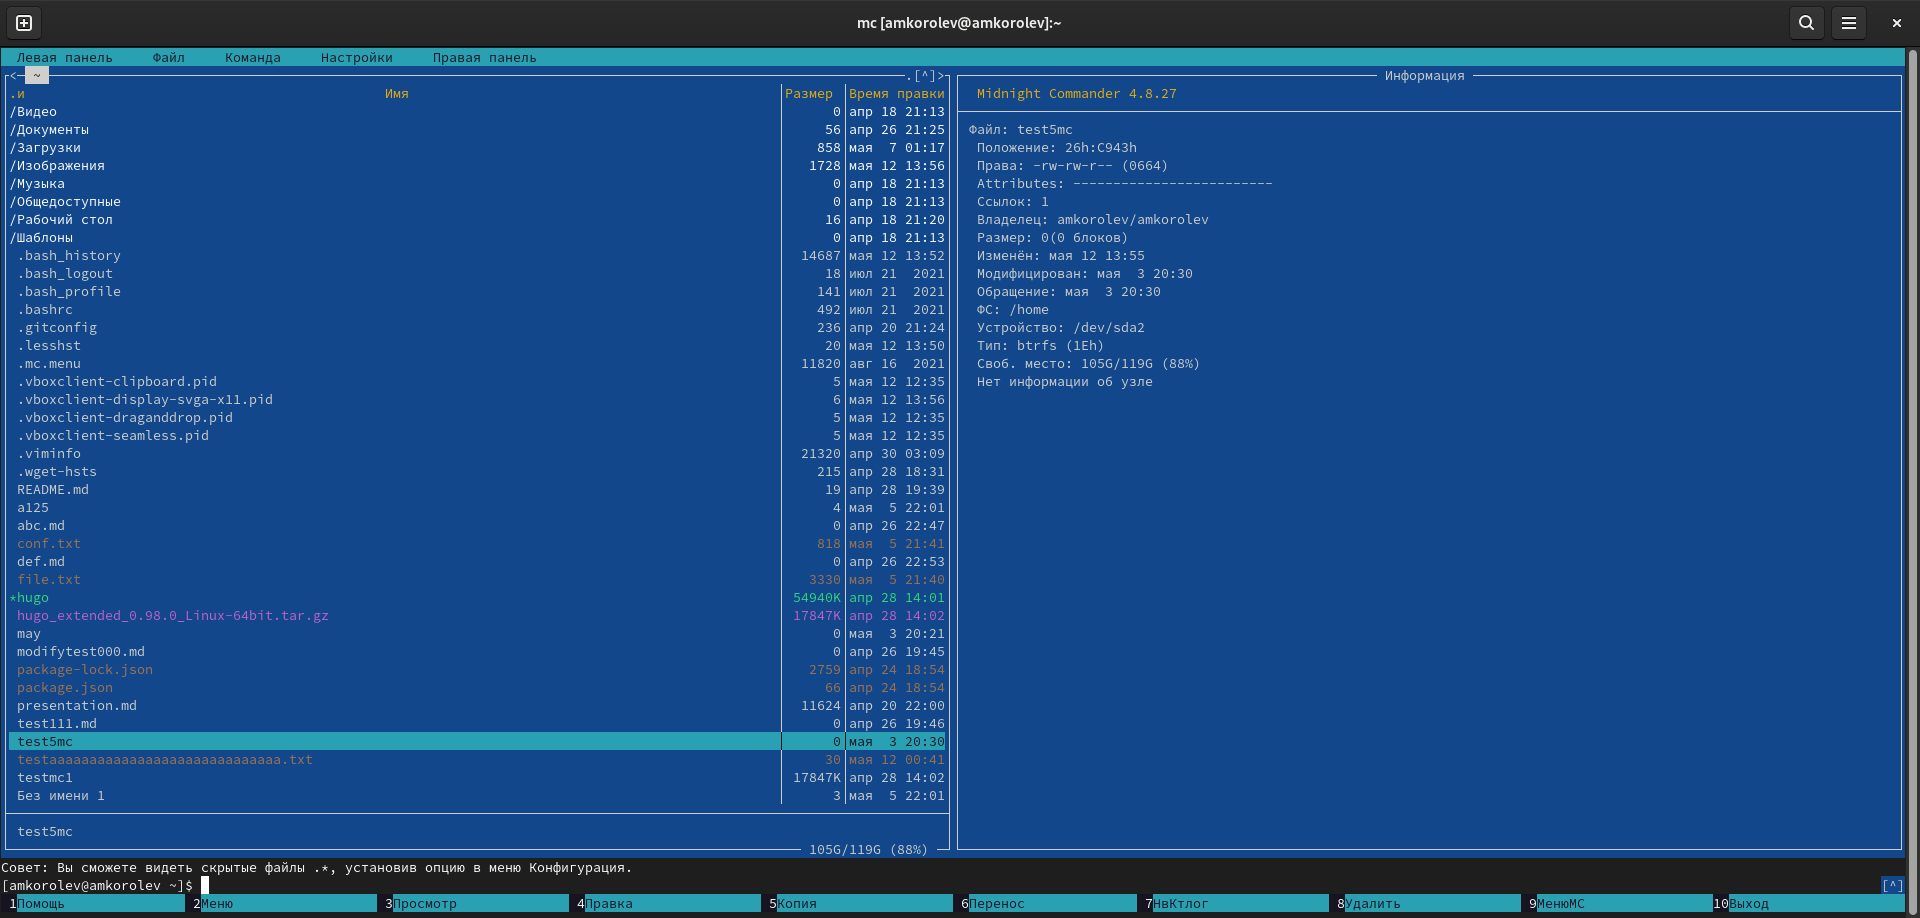 mc [amkorolev@amkorolev]:~
Левая панель Файл Команда Настройки Правая панель
<─ ~ .[^]>
.и Имя Размер Время правки
/Видео 0 апр 18 21:13
/Документы 56 апр 26 21:25
/Загрузки 858 мая 7 01:17
/Изображения 1728 мая 12 13:56
/Музыка 0 апр 18 21:13
/Общедоступные 0 апр 18 21:13
/Рабочий стол 16 апр 18 21:20
/Шаблоны 0 апр 18 21:13
.bash_history 14687 мая 12 13:52
.bash_logout 18 июл 21 2021
.bash_profile 141 июл 21 2021
.bashrc 492 июл 21 2021
.gitconfig 236 апр 20 21:24
.lesshst 20 мая 12 13:50
.mc.menu 11820 авг 16 2021
.vboxclient-clipboard.pid 5 мая 12 12:35
.vboxclient-display-svga-x11.pid 6 мая 12 13:56
.vboxclient-draganddrop.pid 5 мая 12 12:35
.vboxclient-seamless.pid 5 мая 12 12:35
.viminfo 21320 апр 30 03:09
.wget-hsts 215 апр 28 18:31
README.md 19 апр 28 19:39
a125 4 мая 5 22:01
abc.md 0 апр 26 22:47
conf.txt 818 мая 5 21:41
def.md 0 апр 26 22:53
file.txt 3330 мая 5 21:40
*hugo 54940K апр 28 14:01
hugo_extended_0.98.0_Linux-64bit.tar.gz 17847K апр 28 14:02
may 0 мая 3 20:21
modifytest000.md 0 апр 26 19:45
package-lock.json 2759 апр 24 18:54
package.json 66 апр 24 18:54
presentation.md 11624 апр 20 22:00
test111.md 0 апр 26 19:46
test5mc 0 мая 3 20:30
testaaaaaaaaaaaaaaaaaaaaaaaaaaaaa.txt 30 мая 12 00:41
testmc1 17847K апр 28 14:02
Без имени 1 3 мая 5 22:01
test5mc
105G/119G (88%)
Информация
Midnight Commander 4.8.27
Файл: test5mc
Положение: 26h:C943h
Права: -rw-rw-r-- (0664)
Attributes: -------------------------
Ссылок: 1
Владелец: amkorolev/amkorolev
Размер: 0(0 блоков)
Изменён: мая 12 13:55
Модифицирован: мая 3 20:30
Обращение: мая 3 20:30
ФС: /home
Устройство: /dev/sda2
Тип: btrfs (1Eh)
Своб. место: 105G/119G (88%)
Нет информации об узле
Совет: Вы сможете видеть скрытые файлы .*, установив опцию в меню Конфигурация.
[amkorolev@amkorolev ~]$ [^]
1Помощь 2Меню 3Просмотр 4Правка 5Копия 6Перенос 7НвКтлог 8Удалить 9МенюМС 10Выход